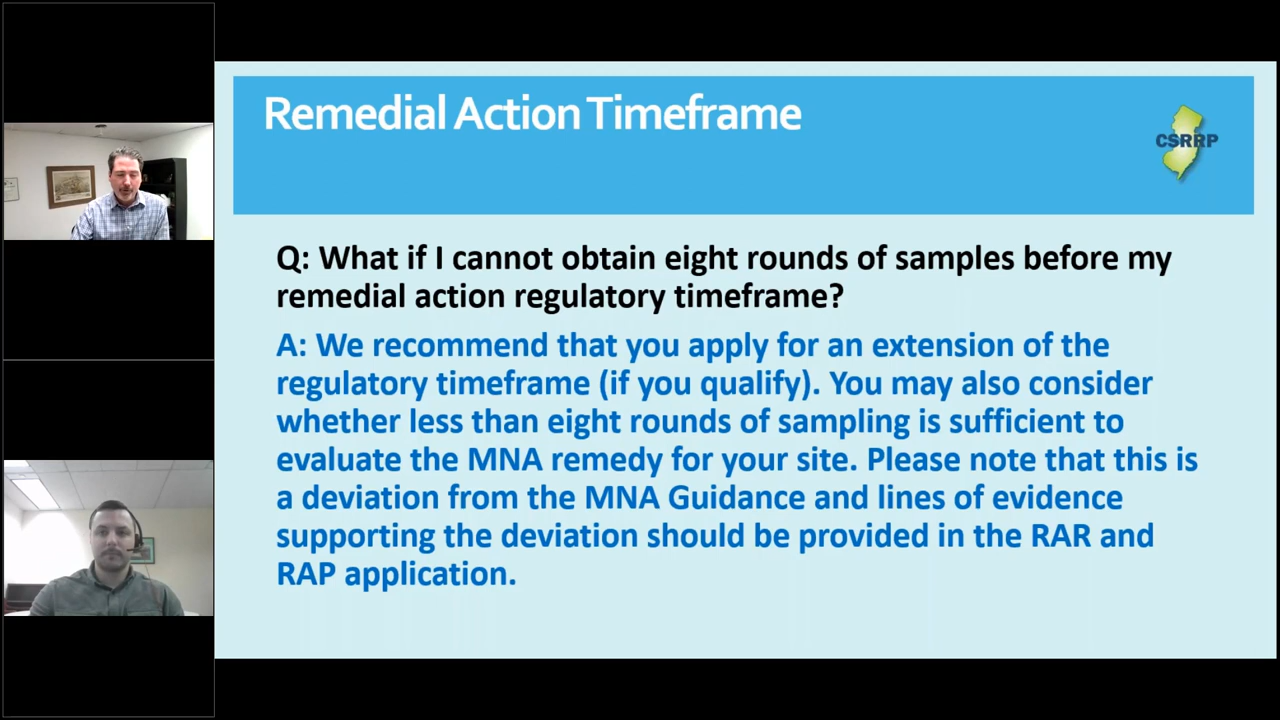 Remedial Action Timeframe
CSRRP
Q: What if I cannot obtain eight rounds of samples before my
remedial action regulatory timeframe?
A: We recommend that you apply for an extension of the
regulatory timeframe (if you qualify). You may also consider
whether less than eight rounds of sampling is sufficient to
evaluate the MNA remedy for your site. Please note that this is
a deviation from the MNA Guidance and lines of evidence
supporting the deviation should be provided in the RAR and
RAP application.